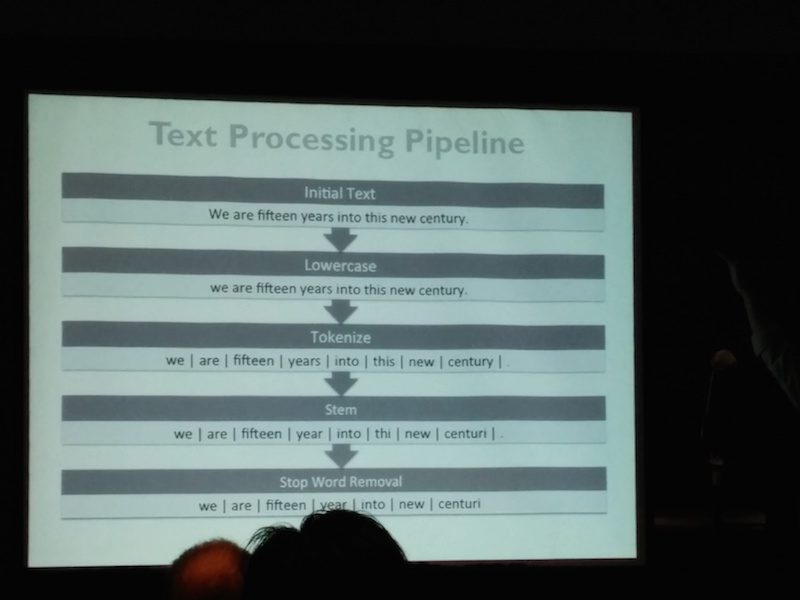 Text Processing Pipeline
Initial Text
We are fifteen years into this new century.
Lowercase
we are fifteen years into this new century.
Tokenize
we | are | fifteen | years | into | this | new | century | .
Stem
we | are | fifteen | year | into | thi | new | centuri | .
Stop Word Removal
we | are | fifteen | year | into | new | centuri